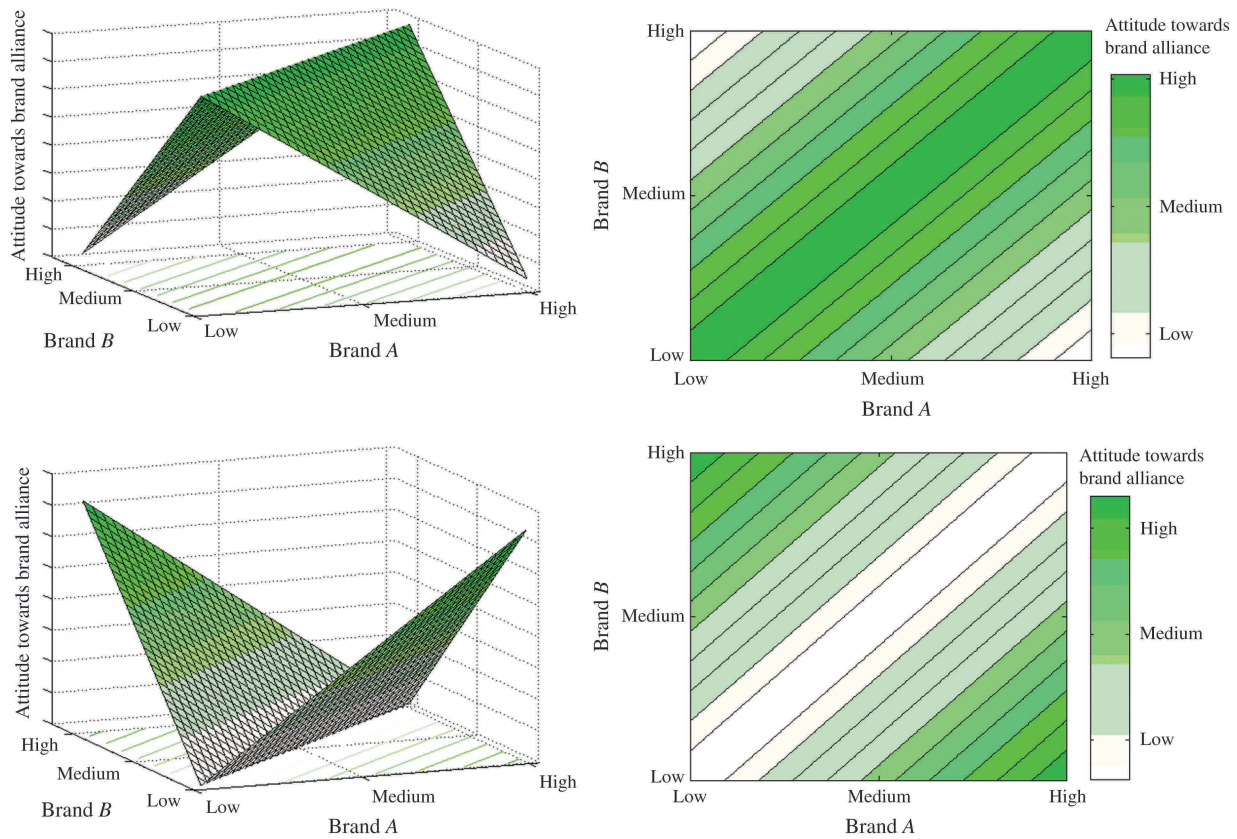 Attitude towards brand alliance
High
Medium
Low
Brand B
Low
Medium
High
Brand A
High
Medium
Low
Brand B
Low
Medium
High
Brand A
Attitude towards
brand alliance
High
Medium
Low
Attitude towards brand alliance
High
Medium
Low
Brand B
Low
Medium
High
Brand A
High
Medium
Low
Brand B
Low
Medium
High
Brand A
Attitude towards
brand alliance
High
Medium
Low